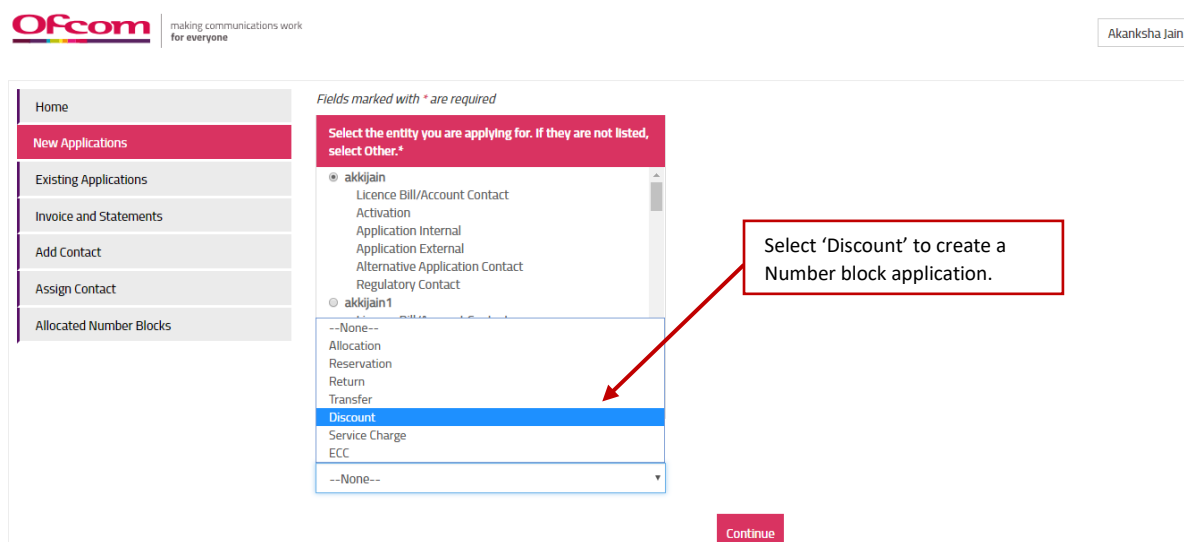 Ofcom
making communications work
for everyone
Akanksha Jain
Home
New Applications
Existing Applications
Invoice and Statements
Add Contact
Assign Contact
Allocated Number Blocks
Fields marked with * are required
Select the entity you are applying for. If they are not listed,
select Other.*
akkijain
Licence Bill/Account Contact
Activation
Application Internal
Application External
Alternative Application Contact
Regulatory Contact
akkijain1
--None--
Allocation
Reservation
Return
Transfer
Discount
Service Charge
ECC
--None--
Select ‘Discount’ to create a
Number block application.
Continue